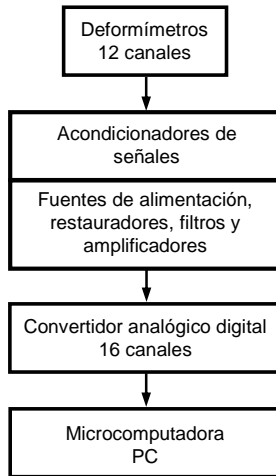 Deformímetros
12 canales
Acondicionadores de
señales
Fuentes de alimentación,
restauradores, filtros y
amplificadores
Convertidor analógico digital
16 canales
Microcomputadora
PC